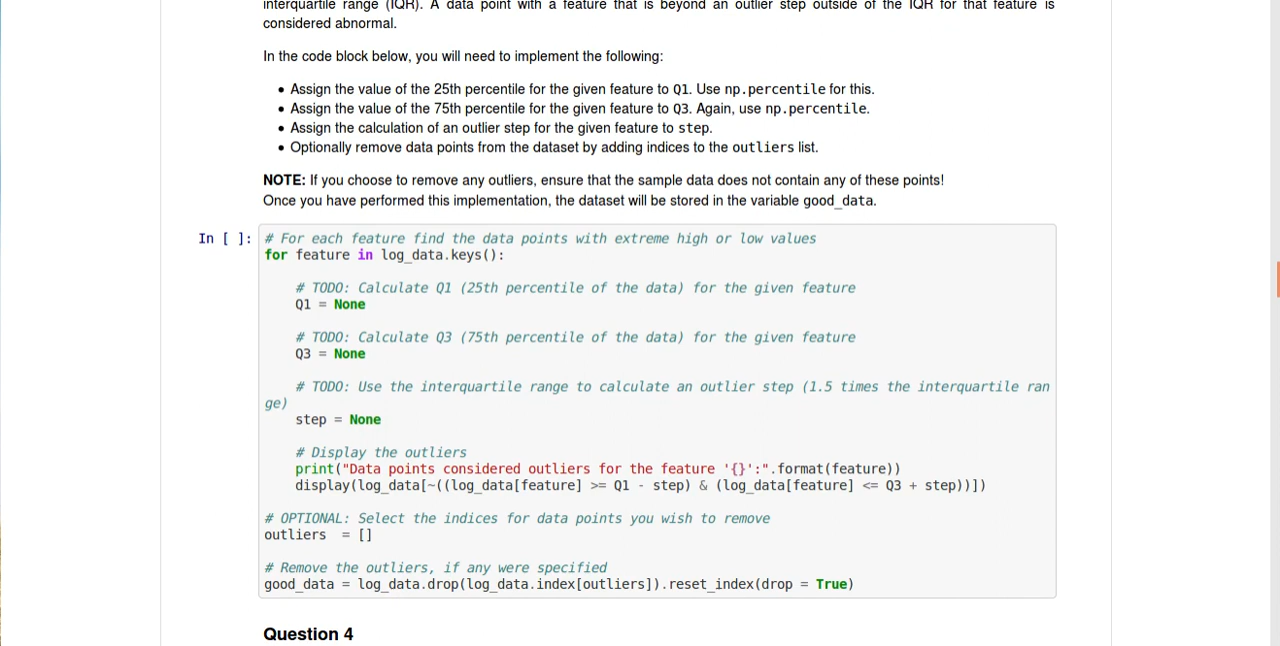 interquartile range (IQR). A data point with a feature that is beyond an outlier step outside of the IQR for that feature is
considered abnormal.
In the code block below, you will need to implement the following:
• Assign the value of the 25th percentile for the given feature to Q1. Use np.percentile for this.
• Assign the value of the 75th percentile for the given feature to Q3. Again, use np.percentile.
• Assign the calculation of an outlier step for the given feature to step.
• Optionally remove data points from the dataset by adding indices to the outliers list.
NOTE: If you choose to remove any outliers, ensure that the sample data does not contain any of these points!
Once you have performed this implementation, the dataset will be stored in the variable good_data.
In [ ]: # For each feature find the data points with extreme high or low values
for feature in log_data.keys():
    # TODO: Calculate Q1 (25th percentile of the data) for the given feature
    Q1 = None
    # TODO: Calculate Q3 (75th percentile of the data) for the given feature
    Q3 = None
    # TODO: Use the interquartile range to calculate an outlier step (1.5 times the interquartile ran
ge)
    step = None
    # Display the outliers
    print("Data points considered outliers for the feature '{}':".format(feature))
    display(log_data[~((log_data[feature] >= Q1 - step) & (log_data[feature] <= Q3 + step))])
# OPTIONAL: Select the indices for data points you wish to remove
outliers  = []
# Remove the outliers, if any were specified
good_data = log_data.drop(log_data.index[outliers]).reset_index(drop = True)
Question 4